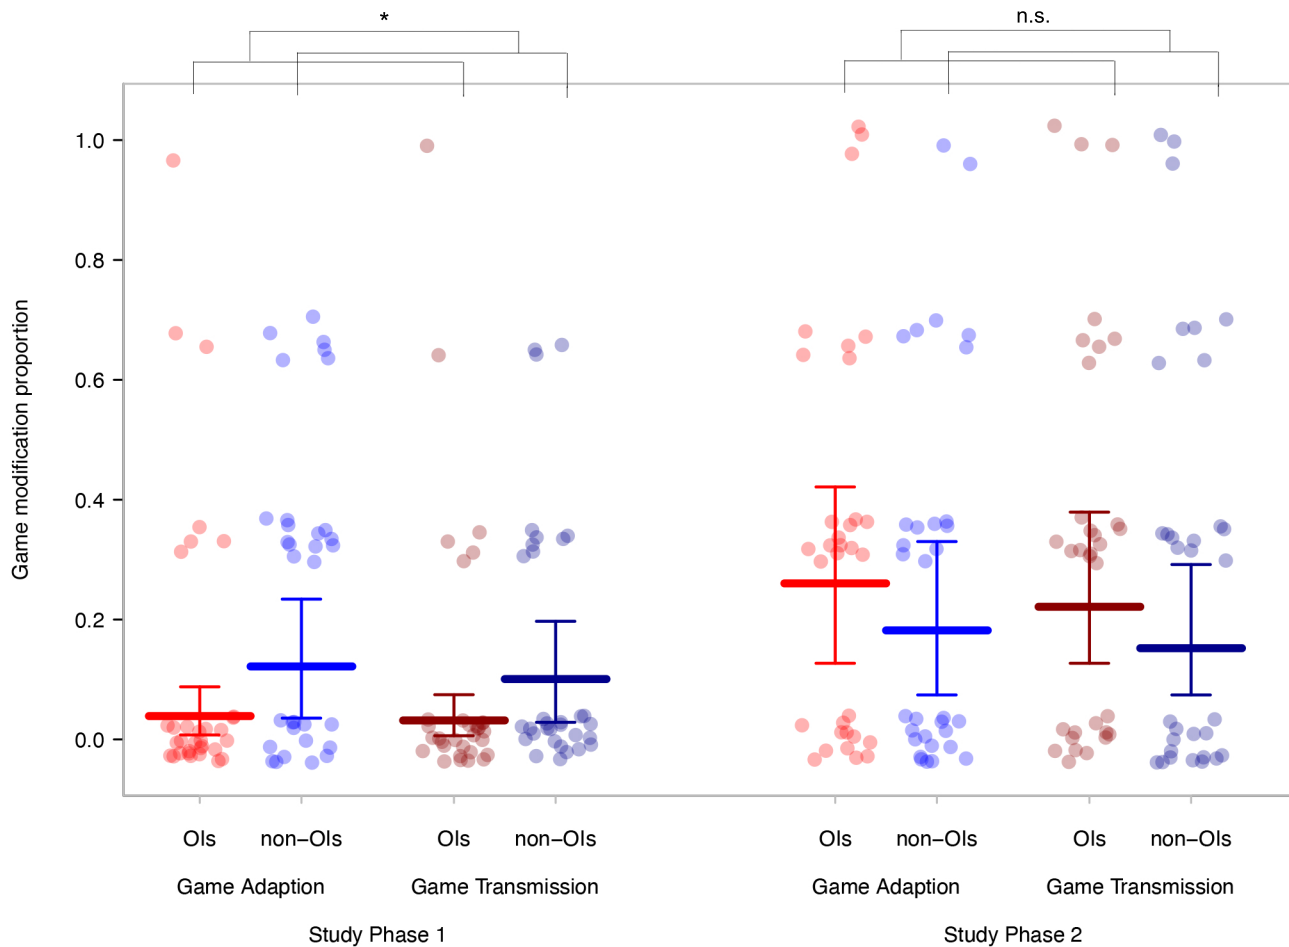 * n.s.
Game modification proportion
1.0
0.8
0.6
0.4
0.2
0.0
OIs non−OIs OIs non−OIs OIs non−OIs OIs non−OIs
Game Adaption Game Transmission Game Adaption Game Transmission
Study Phase 1 Study Phase 2